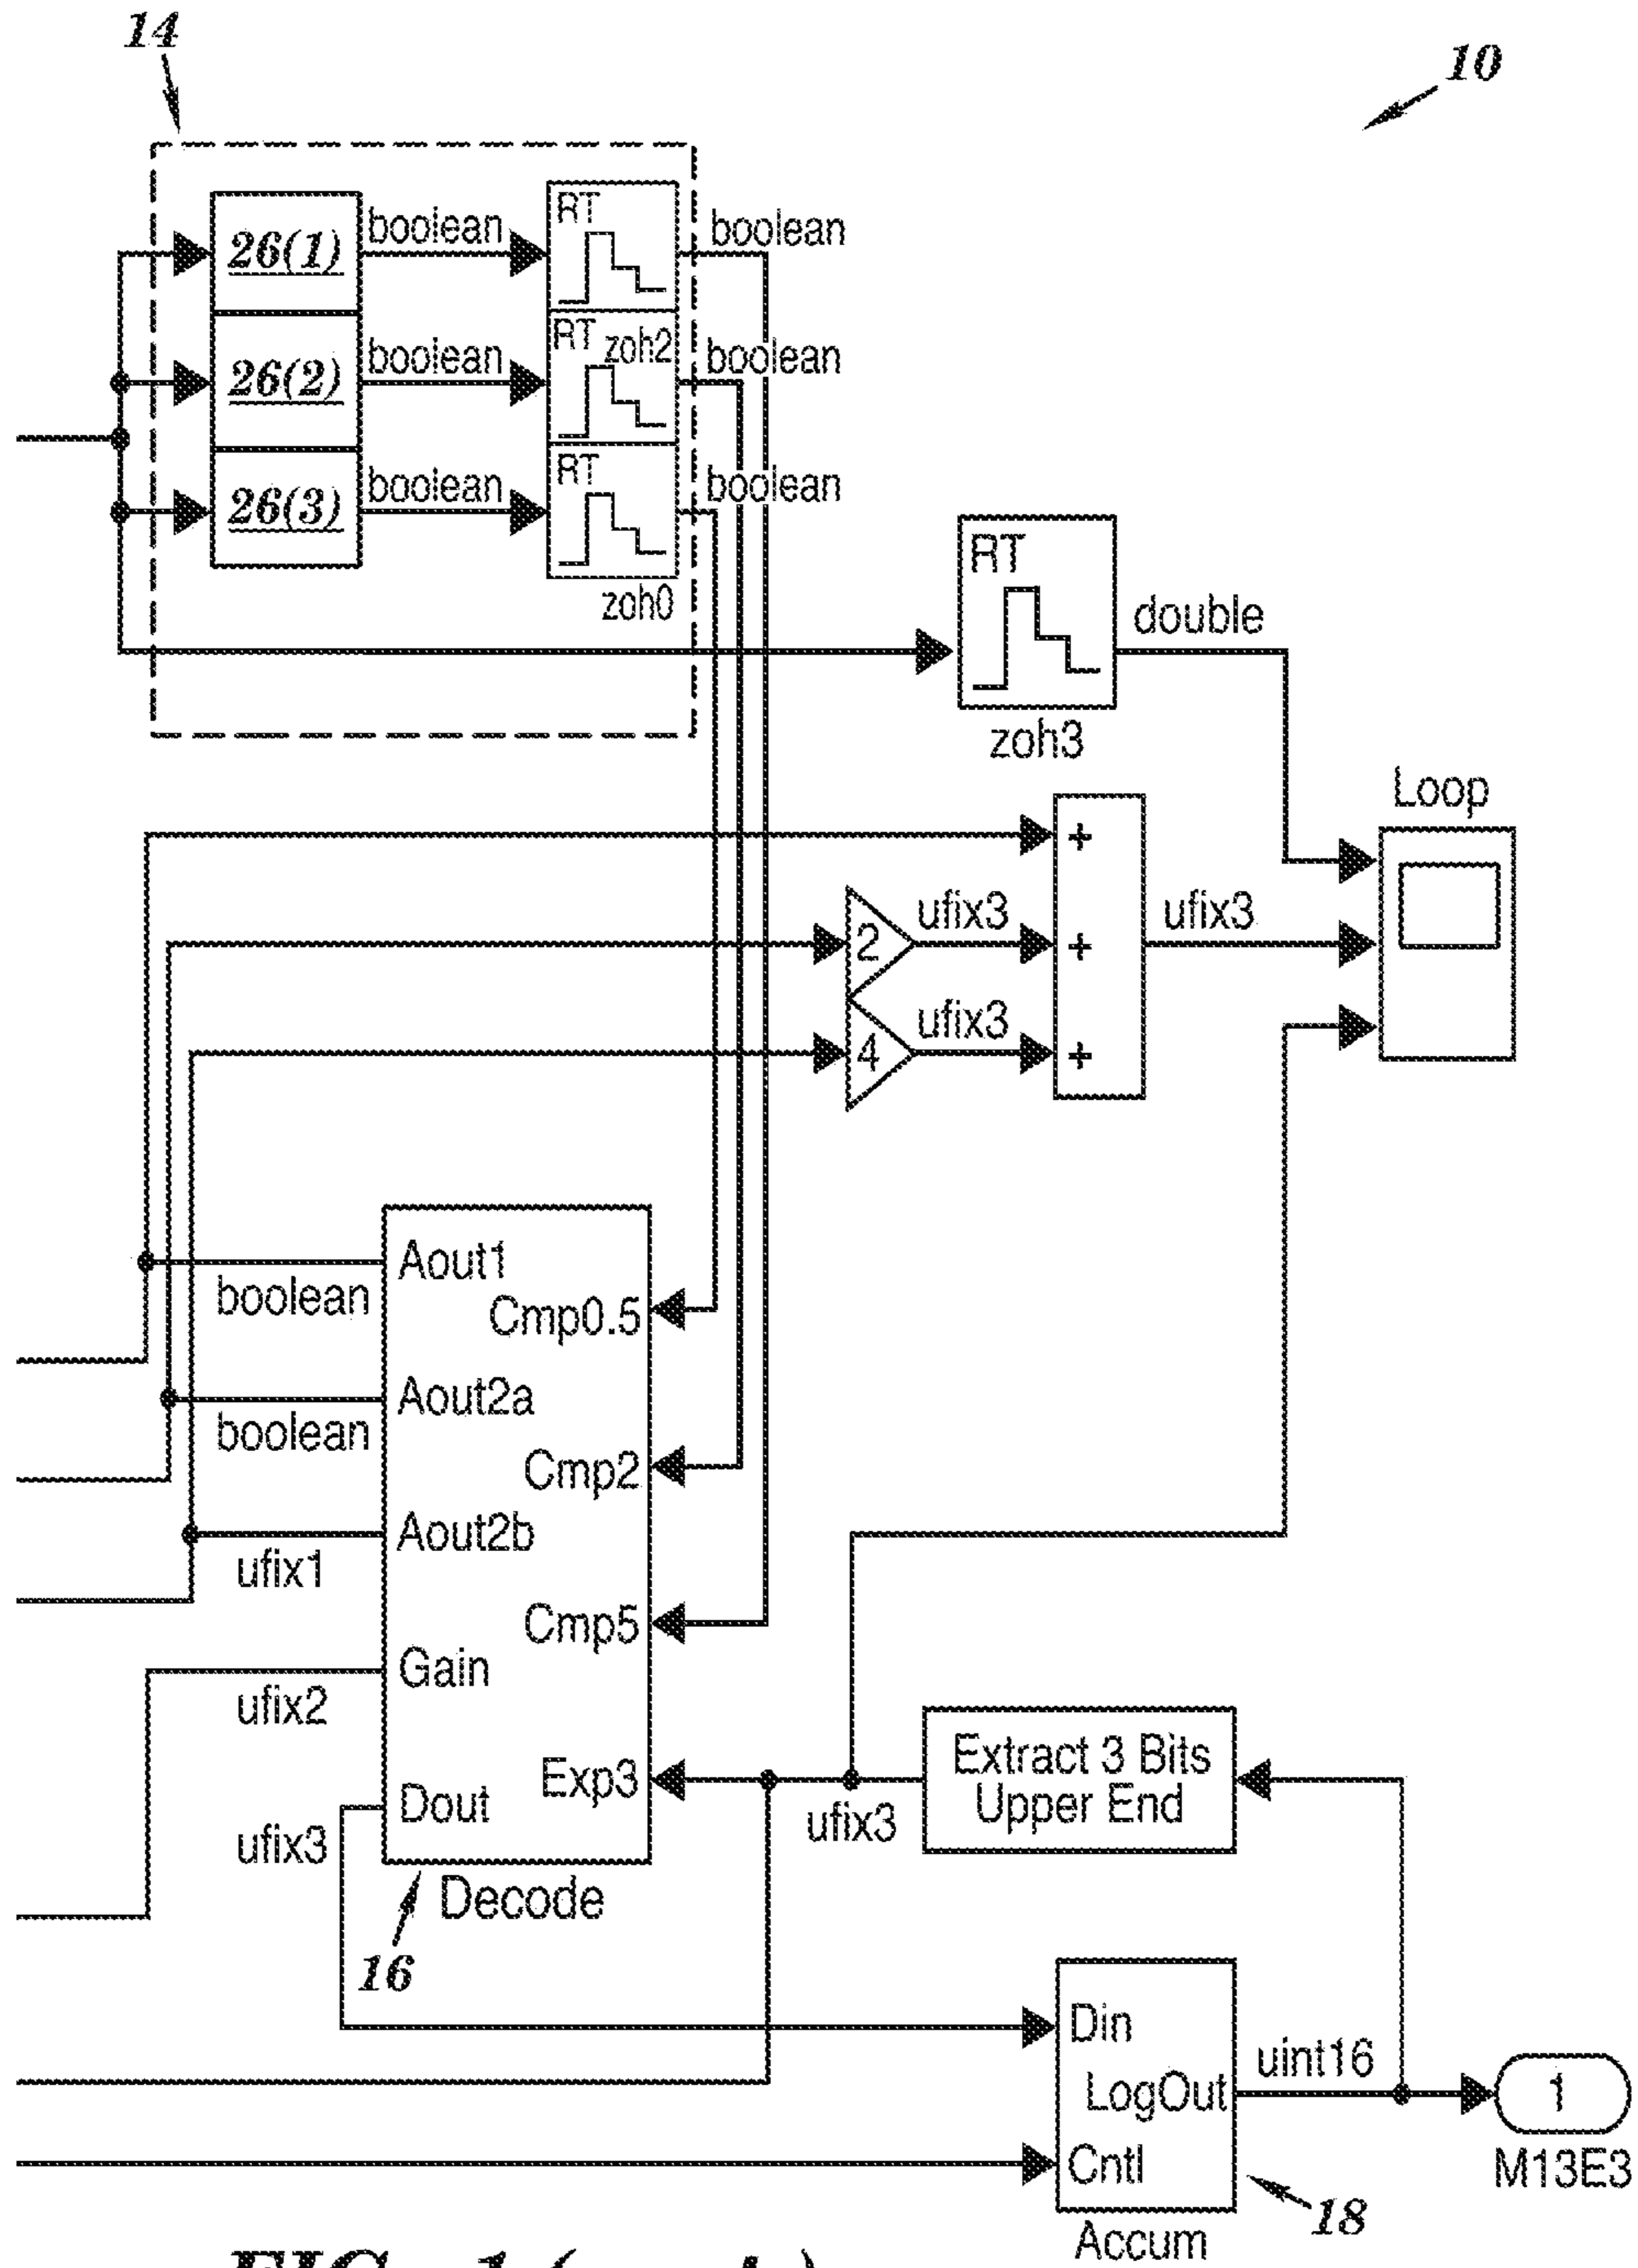 14
10
26(1)
boolean
RT
boolean
26(2)
boolean
RT
zoh2
boolean
26(3)
boolean
RT
boolean
zoh0
RT
double
zoh3
Loop
+
2
ufix3
+
ufix3
4
ufix3
+
Aout1
boolean
Cmp0.5
Aout2a
boolean
Cmp2
Aout2b
ufix1
Cmp5
Gain
ufix2
Exp3
ufix3
Extract 3 Bits
Upper End
Dout
ufix3
Decode
16
Din
LogOut
uint16
1
Cntl
M13E3
18
Accum